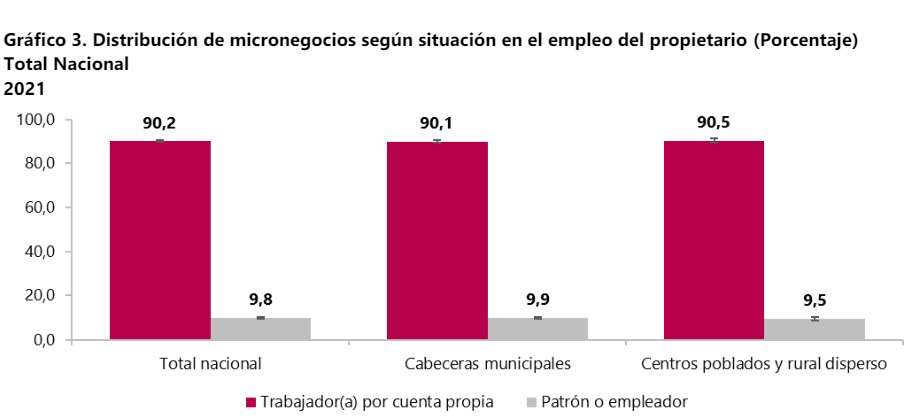 Gráfico 3. Distribución de micronegocios según situación en el empleo del propietario (Porcentaje)
Total Nacional
2021
100,0
80,0
60,0
40,0
20,0
0,0
90,2
9,8
90,1
9,9
90,5
9,5
Total nacional
Cabeceras municipales
Centros poblados y rural disperso
Trabajador(a) por cuenta propia
Patrón o empleador